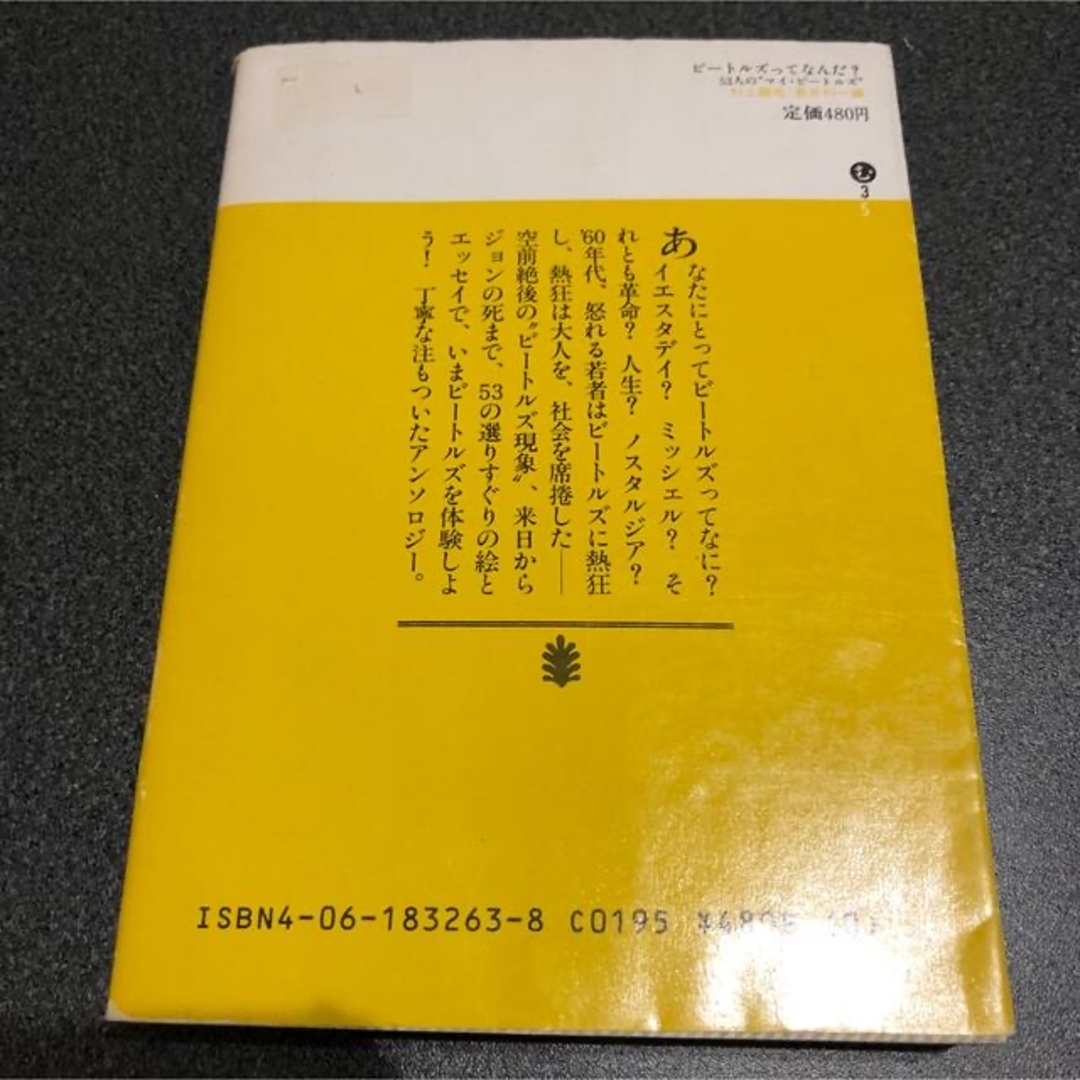 ビートルズってなんだ?
53人の"マイ・ビートルズ"
定価480円
む
3
5
あなたにとってビートルズってなに?
イエスタデイ? ミッシェル? そ
れとも革命? 人生? ノスタルジア?
'60年代、怒れる若者はビートルズに熱狂
し、熱狂は大人を、社会を席捲した――
空前絶後の〝ビートルズ現象〟、来日から
ジョンの死まで、53の選りすぐりの絵と
エッセイで、いまビートルズを体験しよ
う! 丁寧な注もついたアンソロジー。
ISBN4-06-183263-8 C0195